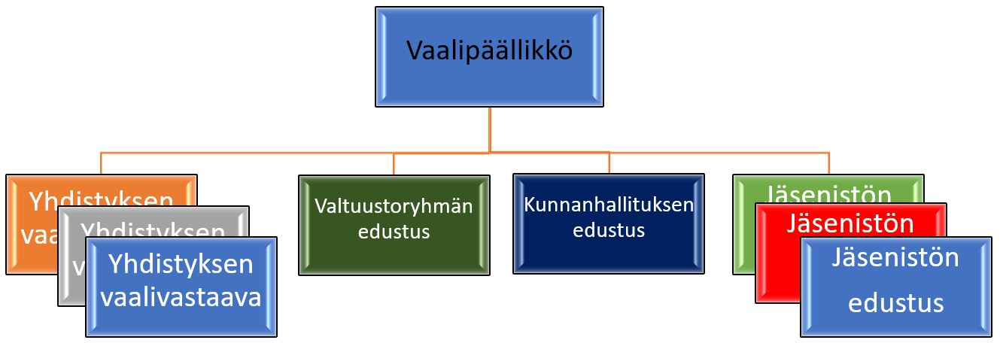 Vaalipäällikkö
Yhdistyksen
Yhdistyksen
Yhdistyksen
vaalivastaava
Valtuustoryhmän
edustus
Kunnanhallituksen
edustus
Jäsenistön
Jäsenistön
Jäsenistön
edustus